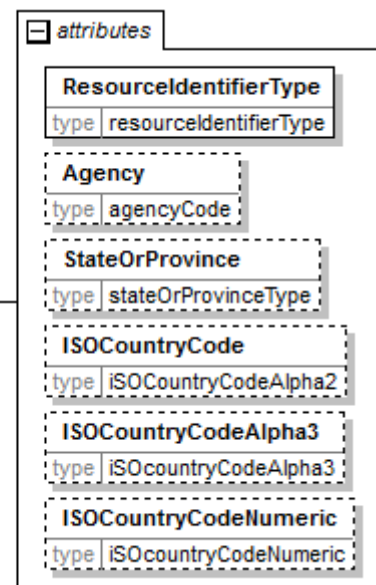 attributes
ResourceIdentifierType
type resourceIdentifierType
Agency
type agencyCode
StateOrProvince
type stateOrProvinceType
ISOCountryCode
type iSOCountryCodeAlpha2
ISOCountryCodeAlpha3
type iSOcountryCodeAlpha3
ISOCountryCodeNumeric
type iSOcountryCodeNumeric